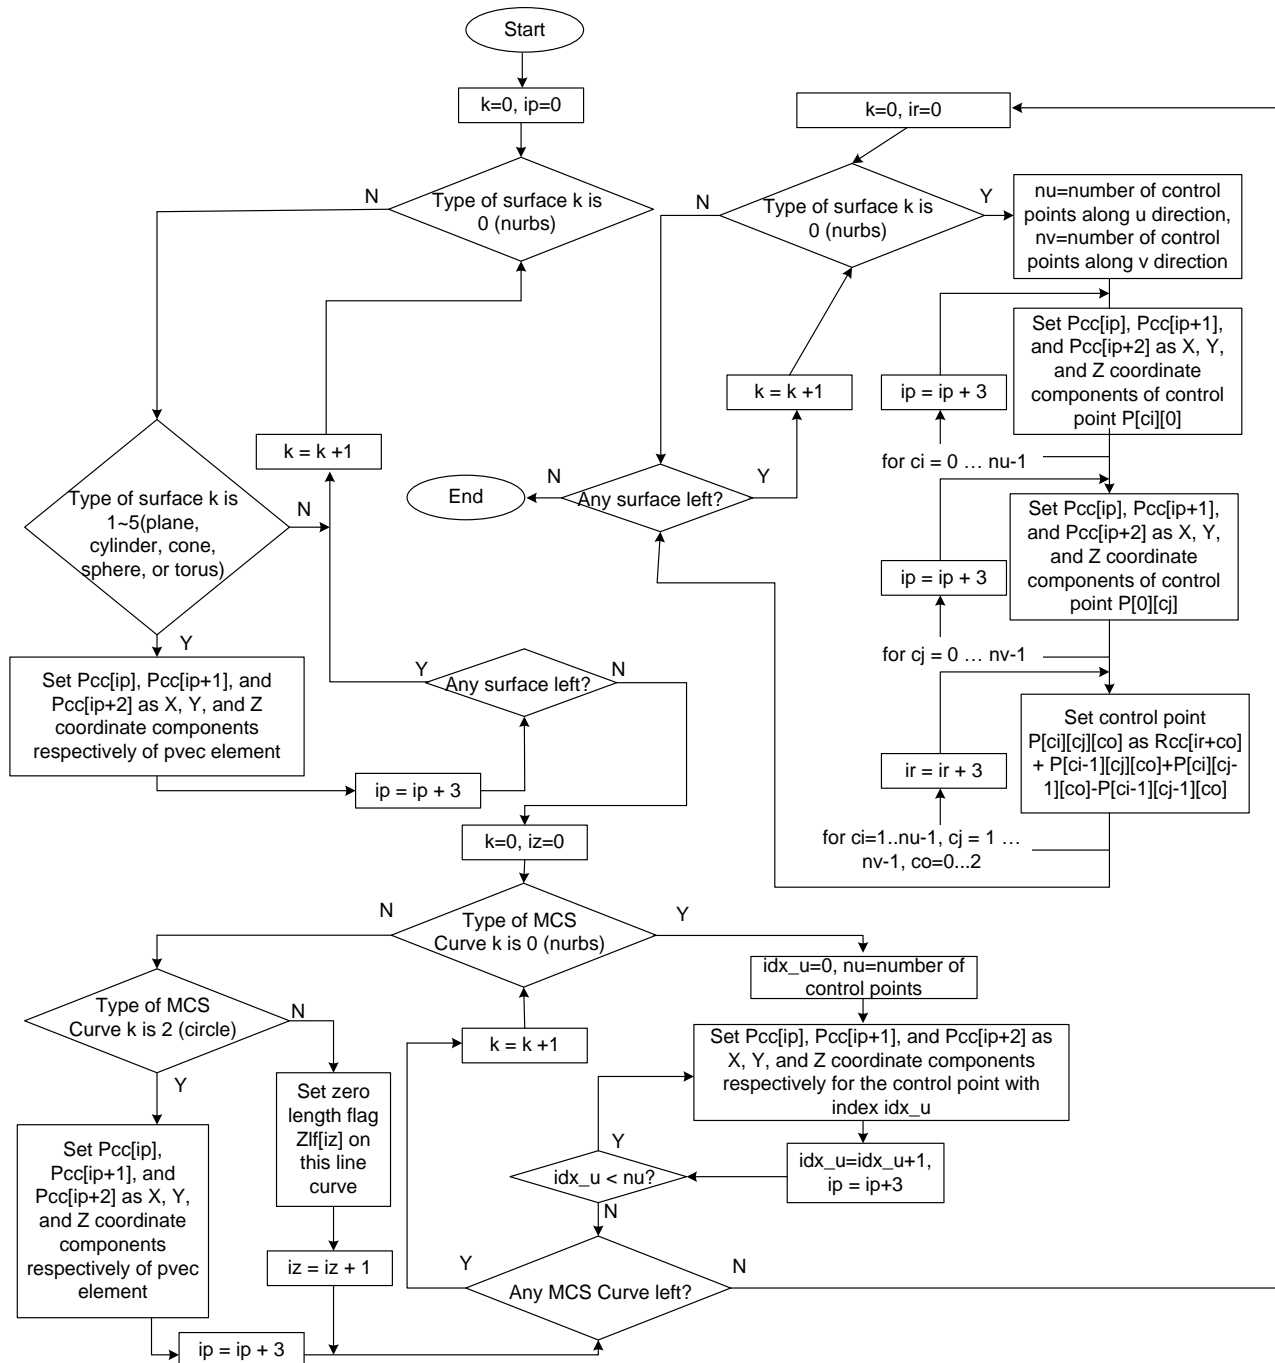 Start
k=0, ip=0
N
Type of surface k is
0 (nurbs)
k = k +1
Type of surface k is
1~5(plane,
cylinder, cone,
sphere, or torus)
N
Y
Set Pcc[ip], Pcc[ip+1], and
Pcc[ip+2] as X, Y, and Z
coordinate components
respectively of pvec element
ip = ip + 3
Y
Any surface left?
N
k=0, iz=0
N
Type of MCS
Curve k is 0 (nurbs)
Y
Type of MCS
Curve k is 2 (circle)
N
Y
Set Pcc[ip],
Pcc[ip+1], and
Pcc[ip+2] as X, Y,
and Z coordinate
components
respectively of pvec
element
ip = ip + 3
Set zero
length flag
Zlf[iz] on
this line
curve
iz = iz + 1
k = k +1
idx_u=0, nu=number of
control points
Set Pcc[ip], Pcc[ip+1], and Pcc[ip+2] as
X, Y, and Z coordinate components
respectively for the control point with
index idx_u
idx_u=idx_u+1,
ip = ip+3
Y
idx_u < nu?
N
Y
Any MCS Curve left?
N
k=0, ir=0
N
Type of surface k is
0 (nurbs)
Y
k = k +1
N
Any surface left?
Y
End
nu=number of control
points along u direction,
nv=number of control
points along v direction
Set Pcc[ip], Pcc[ip+1],
and Pcc[ip+2] as X, Y,
and Z coordinate
components of control
point P[ci][0]
ip = ip + 3
for ci = 0 … nu-1
Set Pcc[ip], Pcc[ip+1],
and Pcc[ip+2] as X, Y,
and Z coordinate
components of control
point P[0][cj]
ip = ip + 3
for cj = 0 … nv-1
Set control point
P[ci][cj][co] as Rcc[ir+co]
+ P[ci-1][cj][co]+P[ci][cj-
1][co]-P[ci-1][cj-1][co]
ir = ir + 3
for ci=1..nu-1, cj = 1 …
nv-1, co=0...2